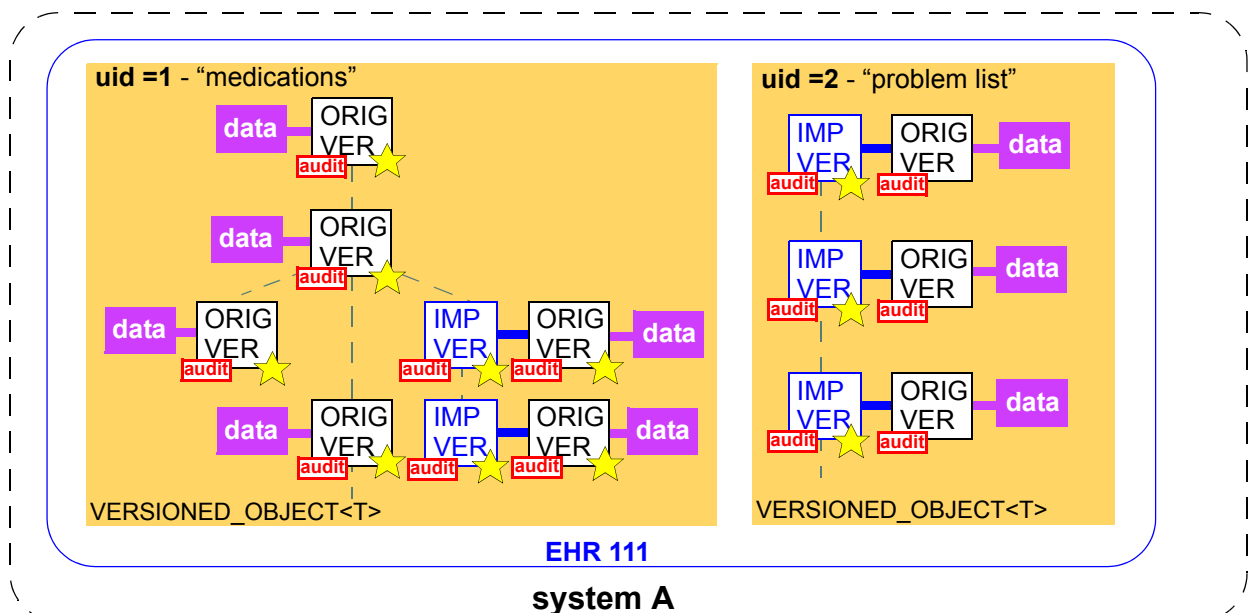 uid =1 - “medications”
data
ORIG
VER
audit
data
ORIG
VER
audit
data
ORIG
VER
audit
IMP
VER
audit
ORIG
VER
audit
data
data
ORIG
VER
audit
IMP
VER
audit
ORIG
VER
audit
data
VERSIONED_OBJECT<T>
uid =2 - “problem list”
IMP
VER
audit
ORIG
VER
audit
data
IMP
VER
audit
ORIG
VER
audit
data
IMP
VER
audit
ORIG
VER
audit
data
VERSIONED_OBJECT<T>
EHR 111
system A